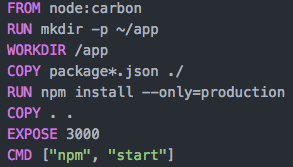 FROM node:carbon
RUN mkdir -p ~/app
WORKDIR /app
COPY package*.json ./
RUN npm install --only=production
COPY . .
EXPOSE 3000
CMD ["npm", "start"]